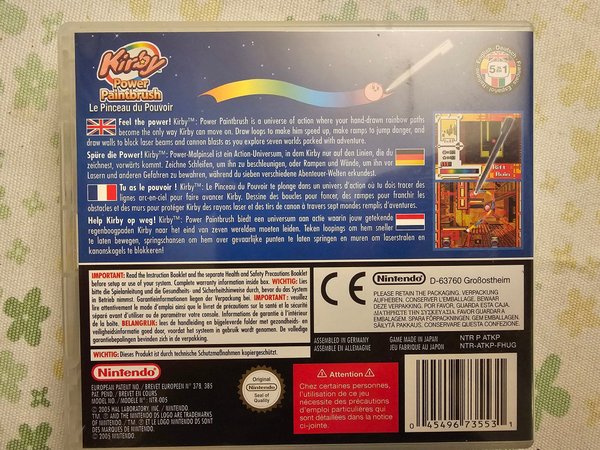 Kirby
Power
Paintbrush
Le Pinceau du Pouvoir
English Deutsch
5 in 1
Español
Feel the power! Kirby™: Power Paintbrush is a universe of action where your hand-drawn rainbow paths
become the only way Kirby can move on. Draw loops to make him speed up, make ramps to jump danger, and
draw walls to block laser beams and cannon blasts as you explore seven worlds packed with adventure.
Spüre die Power! Kirby™: Power-Malpinsel ist ein Action-Universum, in dem Kirby nur auf den Linien, die du
zeichnest, vorwärts kommt. Zeichne Schleifen, um ihn zu beschleunigen, oder Rampen und Wände, um ihn vor
Lasern und anderen Gefahren zu bewahren, während du sieben verschiedene Abenteuer-Welten erkundest.
Tu as le pouvoir ! Kirby™: Le Pinceau du Pouvoir te plonge dans un univers d'action où tu dois tracer des
lignes arc-en-ciel pour faire avancer Kirby. Dessine des boucles pour foncer, des rampes pour franchir les
obstacles et des murs pour protéger Kirby des rayons laser et des tirs de canon à travers sept mondes remplis d'aventures.
Help Kirby op weg! Kirby™: Power Paintbrush biedt een universum aan actie waarin jouw getekende
regenboogpaden Kirby naar het eind van zeven werelden moeten leiden. Teken loopings om hem sneller
te laten bewegen, springschansen om hem over gevaarlijke punten te laten springen en muren om laserstralen en
kanonskogels te blokkeren!
IMPORTANT: Read the Instruction Booklet and the separate Health and Safety Precautions Booklet
before setup or use of your system. Complete warranty information inside box. WICHTIG: Lies
bitte die Spielanleitung und die Gesundheits- und Sicherheitsinformationen, bevor du das System
in Betrieb nimmst. Garantieinformationen liegen der Verpackung bei. IMPORTANT : veuillez
lire attentivement le mode d'emploi ainsi que le livret de précautions sur la santé et la sécurité
séparé avant d'utiliser ou de paramétrer votre console. Informations de garantie à l'intérieur
de la boîte. BELANGRIJK: lees de handleiding en bijgeleverde folder met gezondheids- en
veiligheidsinformatie goed door, voordat het systeem in gebruik wordt genomen. De volledige
garantiebepalingen bevinden zich in de verpackung.
WICHTIG: Dieses Produkt ist durch technische Schutzmaßnahmen kopiergeschützt.
CE
Nintendo
D-63760 Großostheim
PLEASE RETAIN THE PACKAGING. VERPACKUNG
AUFHEBEN. CONSERVER L'EMBALLAGE. BEWAAR
DEZE VERPAKKING. POR FAVOR, GUARDA ESTA CAJA.
ΔΙΑΤΗΡΕΙΤΕ ΤΗ ΣΥΣΚΕΥΑΣΙΑ. POR FAVOR GUARDAR A
EMBALAGEM. SPARA FÖRPACKNINGEN. GEM EMBALLAGEN.
SÄILYTÄ PAKKAUS. CONSERVATE QUESTA CONFEZIONE.
ASSEMBLED IN GERMANY
ASSEMBLE EN ALLEMAGNE
GAME MADE IN JAPAN
JEU FABRIQUE AU JAPON
NTR P ATKP
NTR-ATKP-FHUG
Nintendo
EUROPEAN PATENT NO. / BREVET EUROPEEN N° 378, 385
PAT. PEND. / BREVET EN COURS
MODEL NO. / MODELE N° : NTR-005
© 2005 HAL LABORATORY, INC. / NINTENDO.
TM, ® AND THE NINTENDO DS LOGO ARE TRADEMARKS
OF NINTENDO. / TM, ® ET LE LOGO NINTENDO DS SONT
DES MARQUES DE NINTENDO.
© 2005 NINTENDO.
Original
Nintendo
Seal of Quality
⚠ Attention ⚠
Chez certaines personnes,
l'utilisation de ce jeu
nécessite des précautions
d'emploi particulières qui
sont détaillées dans la notice
ci-jointe.
0 45496 73553 1